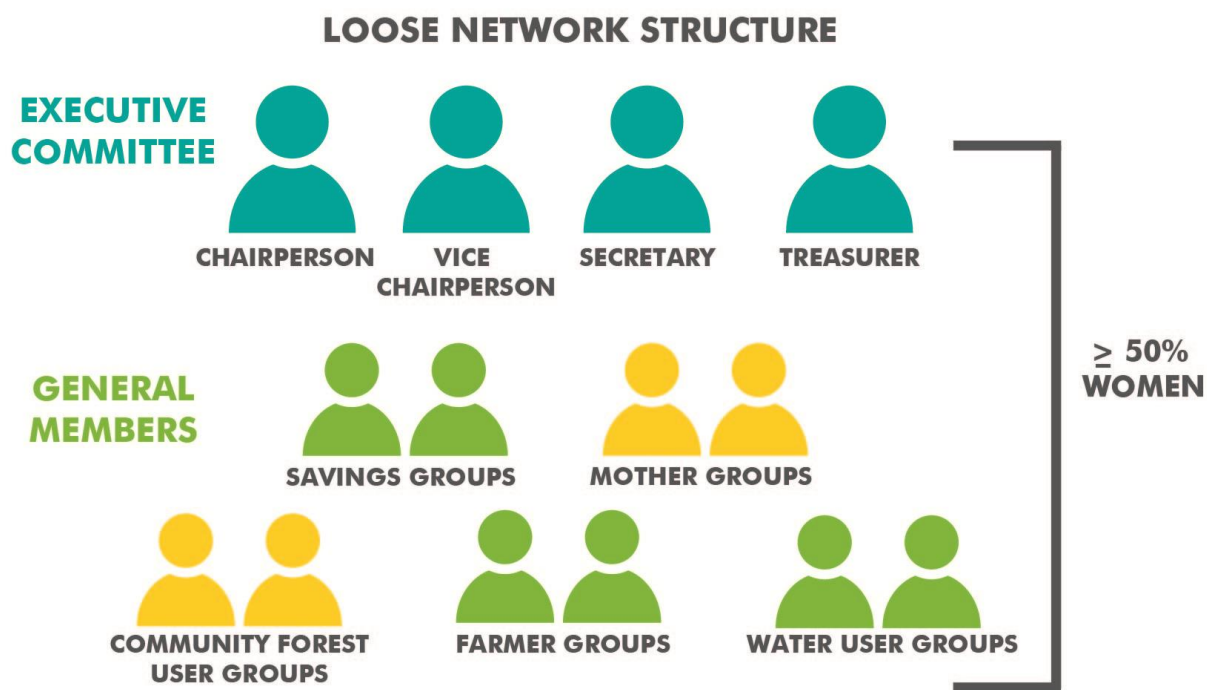 LOOSE NETWORK STRUCTURE
EXECUTIVE
COMMITTEE
CHAIRPERSON
VICE
CHAIRPERSON
SECRETARY
TREASURER
≥ 50%
WOMEN
GENERAL
MEMBERS
SAVINGS GROUPS
MOTHER GROUPS
COMMUNITY FOREST
USER GROUPS
FARMER GROUPS
WATER USER GROUPS